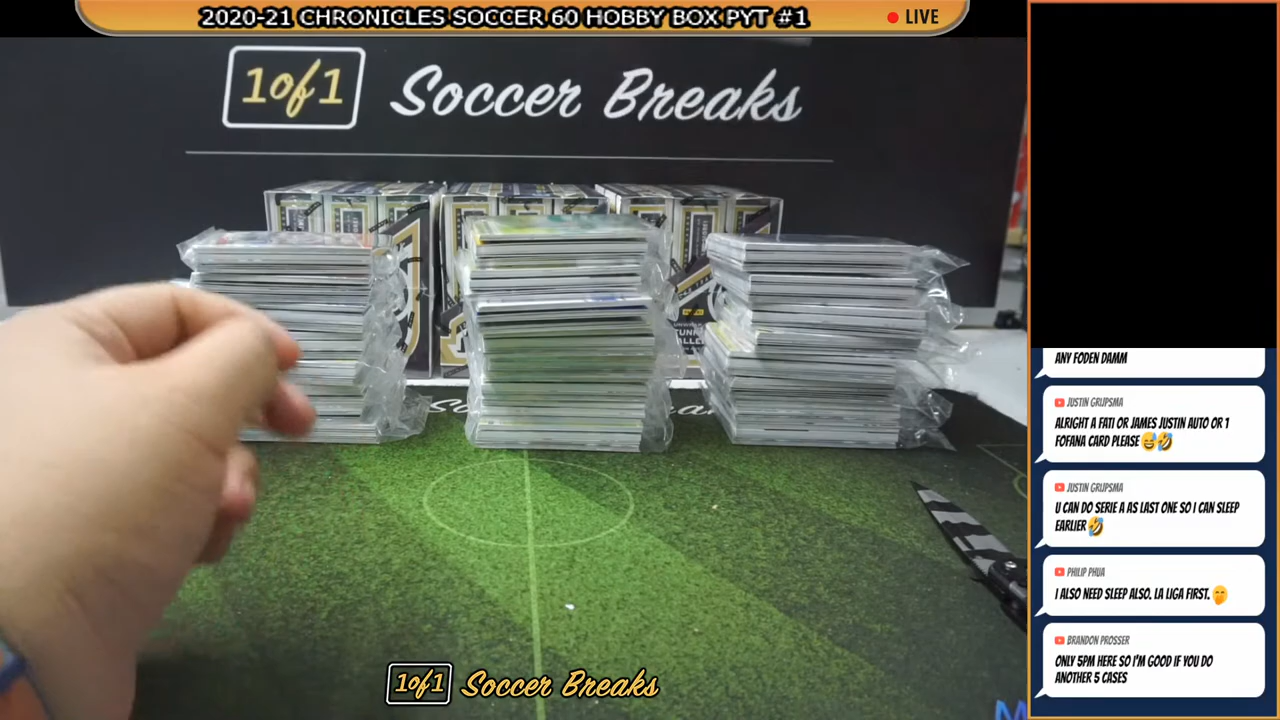 2020-21 CHRONICLES SOCCER 60 HOBBY BOX PYT #1
LIVE
1of1 Soccer Breaks
ANY FODEN DAMM
JUSTIN GRIJPSMA
ALRIGHT A FATI OR JAMES JUSTIN AUTO OR 1
FOFANA CARD PLEASE😅🤣
JUSTIN GRIJPSMA
U CAN DO SERIE A AS LAST ONE SO I CAN SLEEP
EARLIER🤣
PHILIP PHUA
I ALSO NEED SLEEP ALSO. LA LIGA FIRST.🤭
BRANDON PROSSER
ONLY 5PM HERE SO I'M GOOD IF YOU DO
ANOTHER 5 CASES
1of1 Soccer Breaks